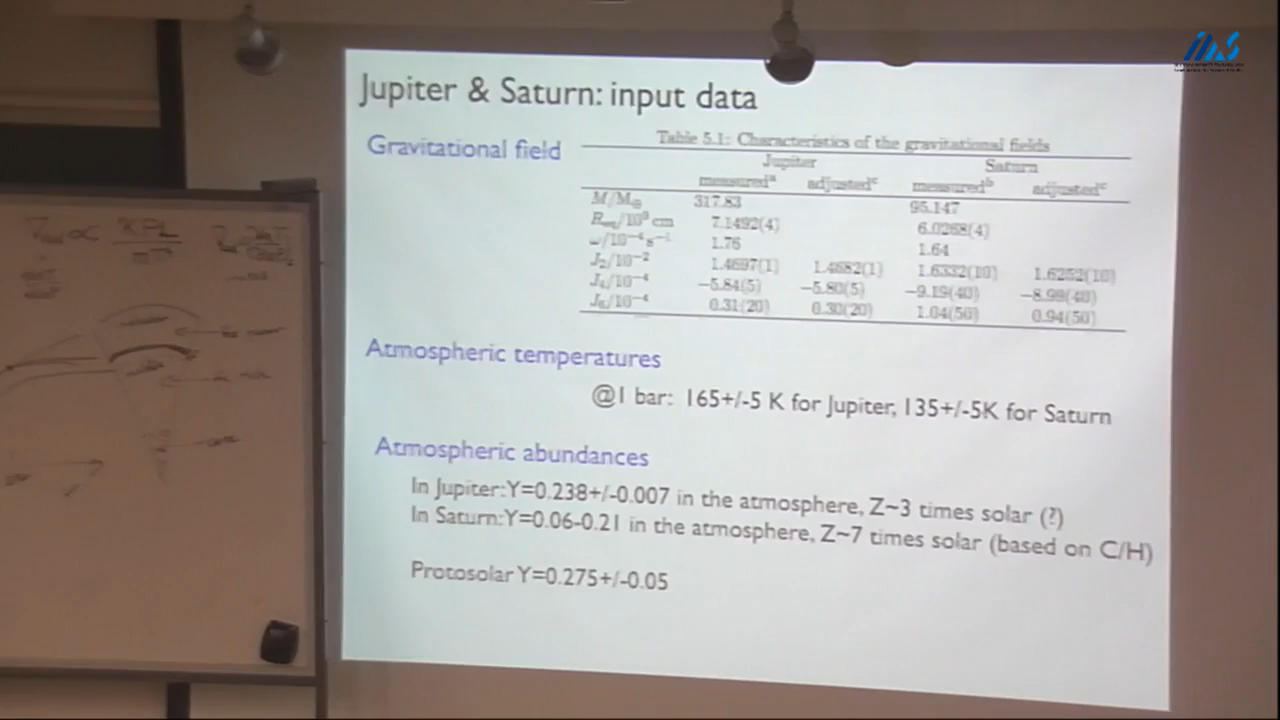 Jupiter & Saturn: input data
Gravitational field
Table 5.1: Characteristics of the gravitational fields
Jupiter Saturn
measuredᵃ adjustedᶜ measuredᵇ adjustedᶜ
M/M⊕ 317.83 95.147
R_eq/10⁹ cm 7.1492(4) 6.0268(4)
ω/10⁻⁴ s⁻¹ 1.76 1.64
J₂/10⁻² 1.4697(1) 1.4682(1) 1.6332(10) 1.6252(10)
J₄/10⁻⁴ −5.84(5) −5.80(5) −9.19(40) −8.99(40)
J₆/10⁻⁴ 0.31(20) 0.30(20) 1.04(50) 0.94(50)
Atmospheric temperatures
@1 bar: 165+/-5 K for Jupiter, 135+/-5K for Saturn
Atmospheric abundances
In Jupiter: Y=0.238+/-0.007 in the atmosphere, Z~3 times solar (?)
In Saturn: Y=0.06-0.21 in the atmosphere, Z~7 times solar (based on C/H)
Protosolar Y=0.275+/-0.05